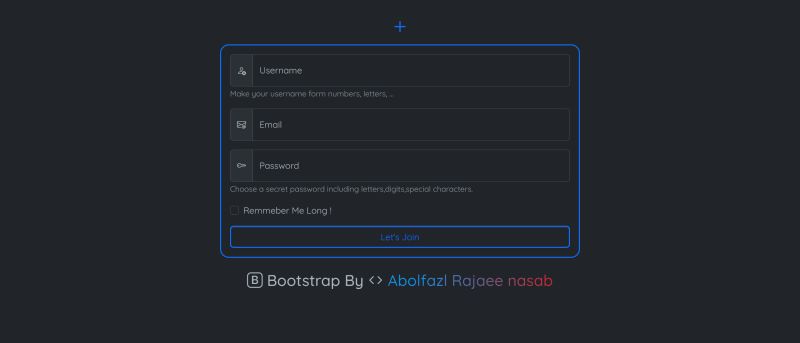 Username
Make your username form numbers, letters, ...
Email
Password
Choose a secret password including letters,digits,special characters.
Remmeber Me Long !
Let's Join
B Bootstrap By <> Abolfazl Rajaee nasab